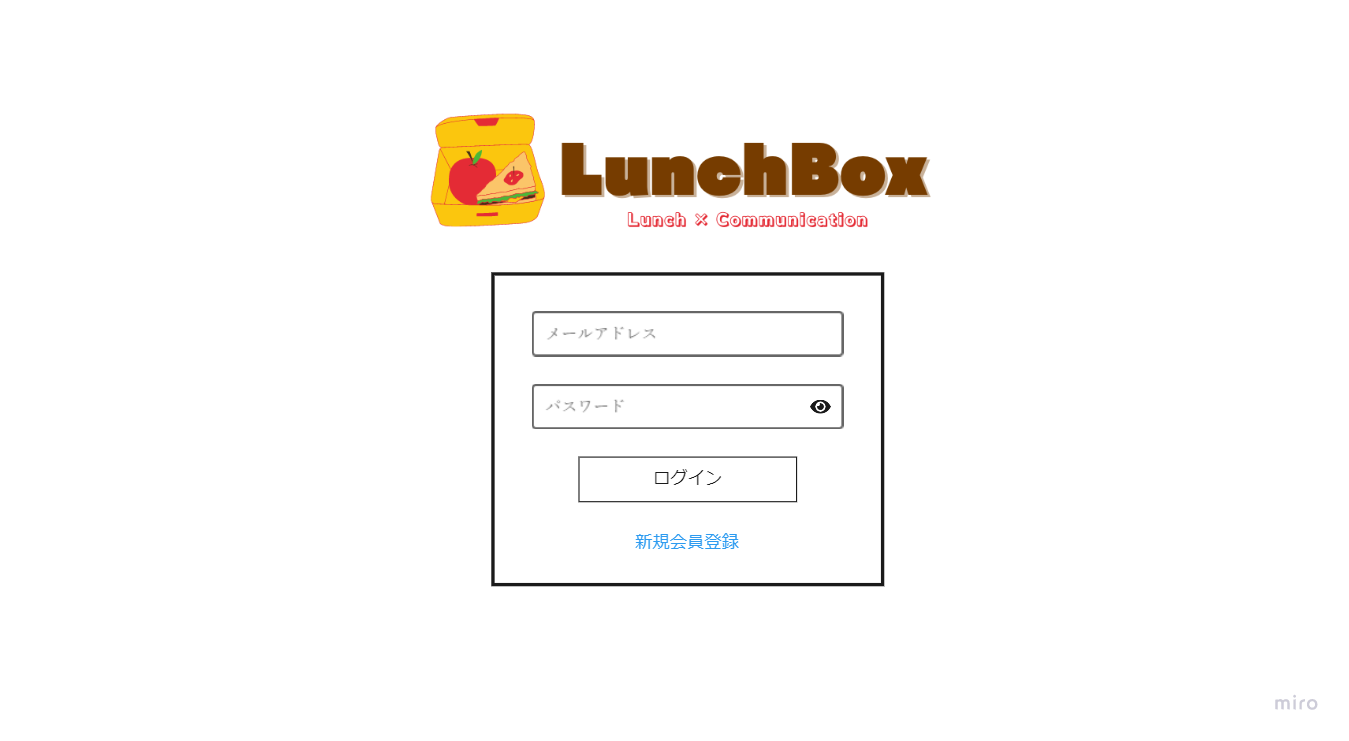 LunchBox
Lunch × Communication
メールアドレス
パスワード
ログイン
新規会員登録
miro